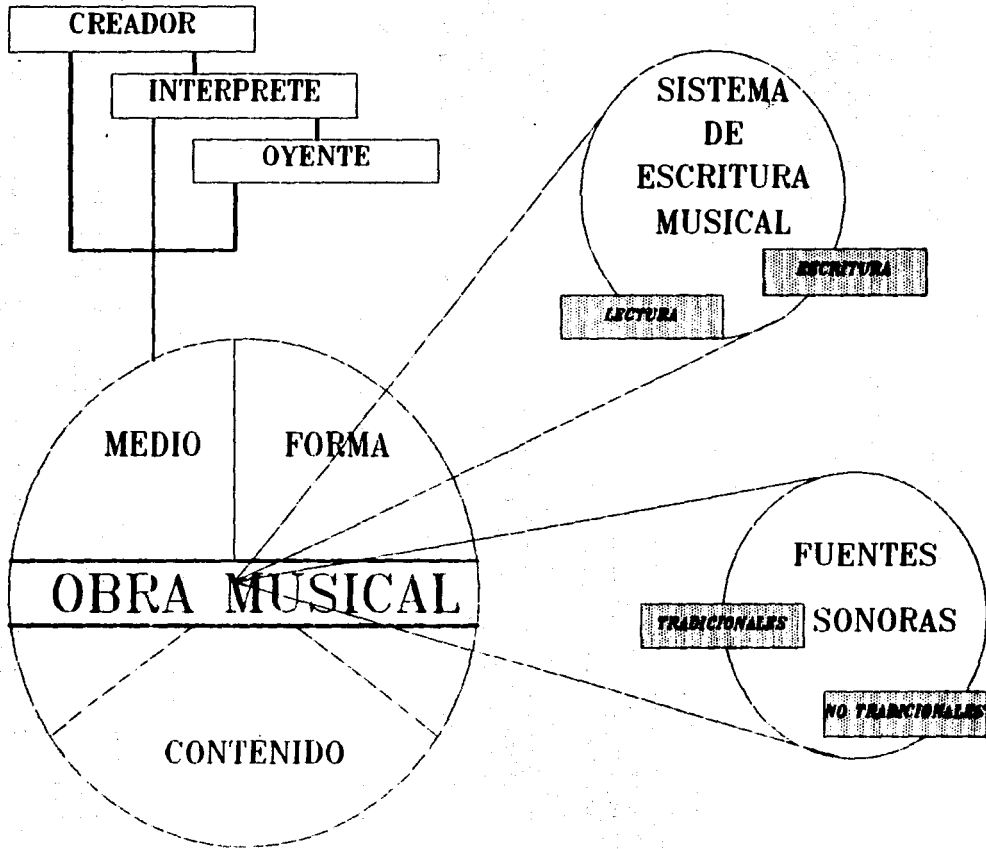 CREADOR
INTERPRETE
OYENTE
SISTEMA
DE
ESCRITURA
MUSICAL
ESCRITURA
LECTURA
MEDIO
FORMA
OBRA MUSICAL
CONTENIDO
FUENTES
SONORAS
TRADICIONALES
NO TRADICIONALES